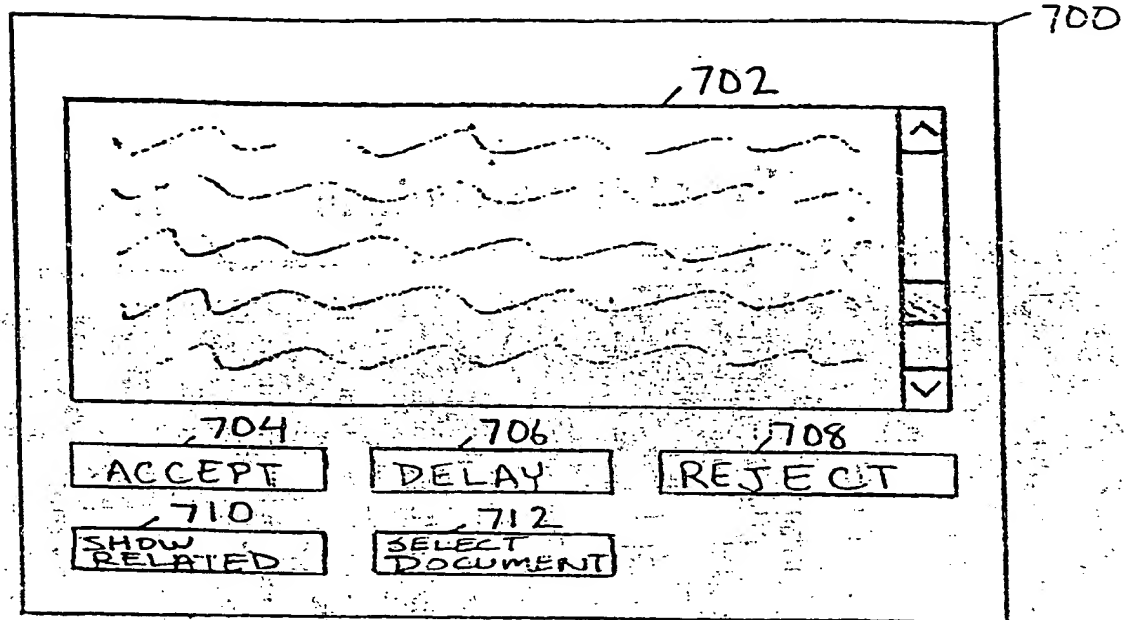 700
702
704 706 708
ACCEPT DELAY REJECT
710 712
SHOW RELATED
SELECT DOCUMENT